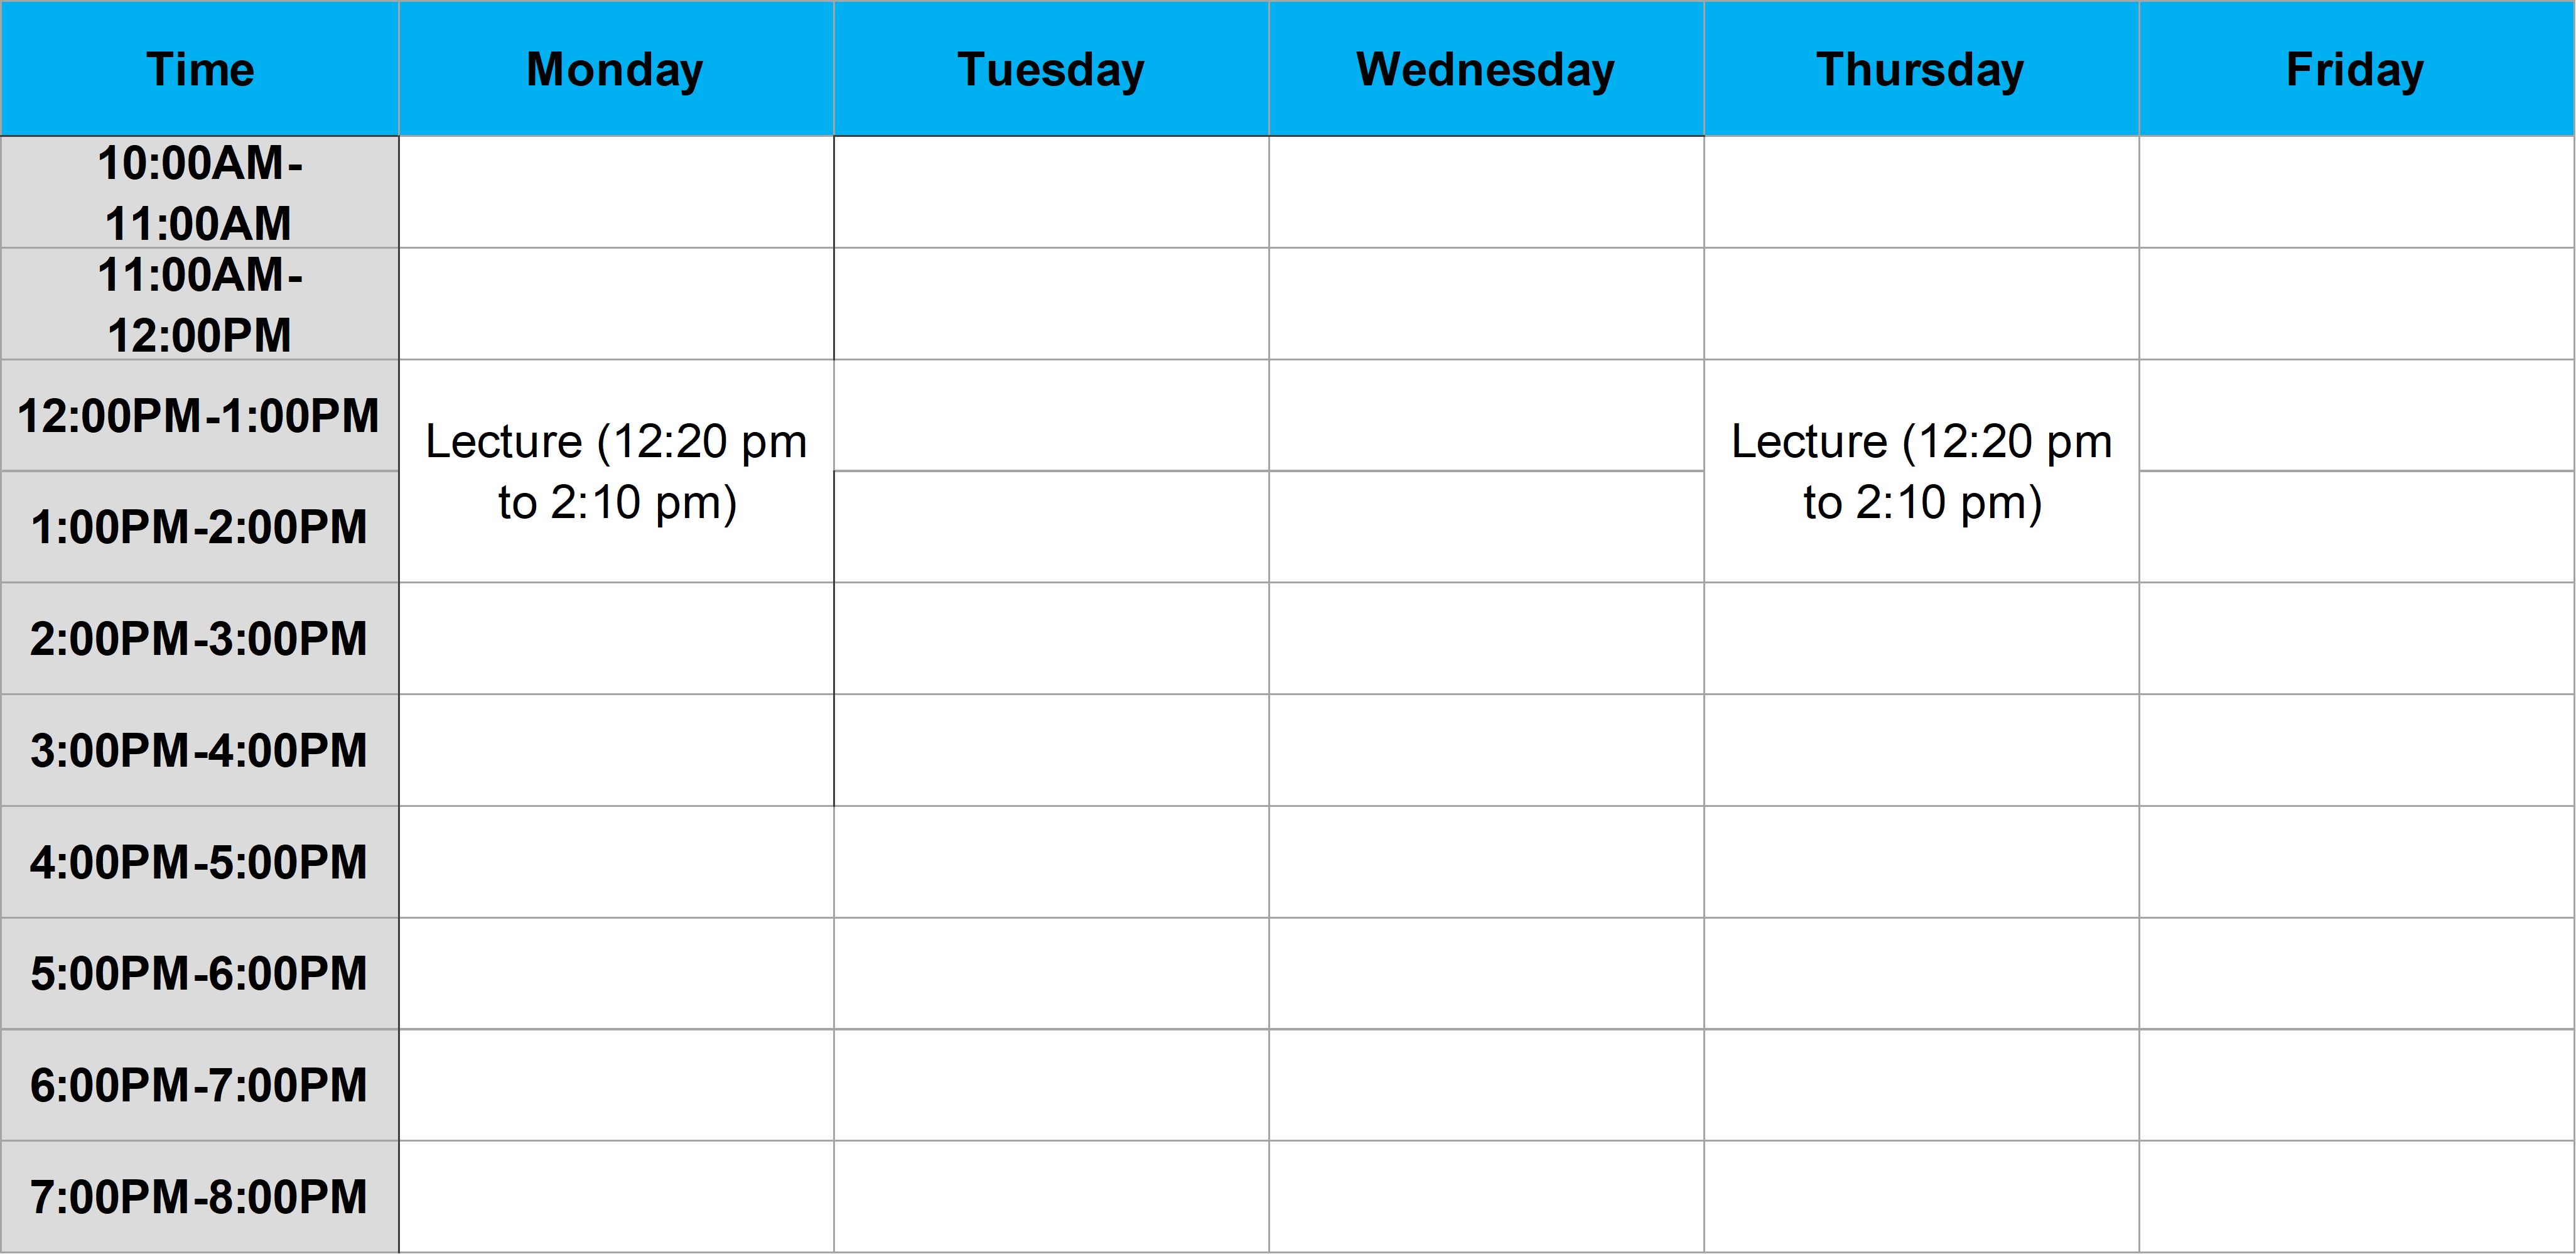 Time Monday Tuesday Wednesday Thursday Friday
10:00AM-
11:00AM
11:00AM-
12:00PM
12:00PM-1:00PM
Lecture (12:20 pm
to 2:10 pm)
Lecture (12:20 pm
to 2:10 pm)
1:00PM-2:00PM
2:00PM-3:00PM
3:00PM-4:00PM
4:00PM-5:00PM
5:00PM-6:00PM
6:00PM-7:00PM
7:00PM-8:00PM